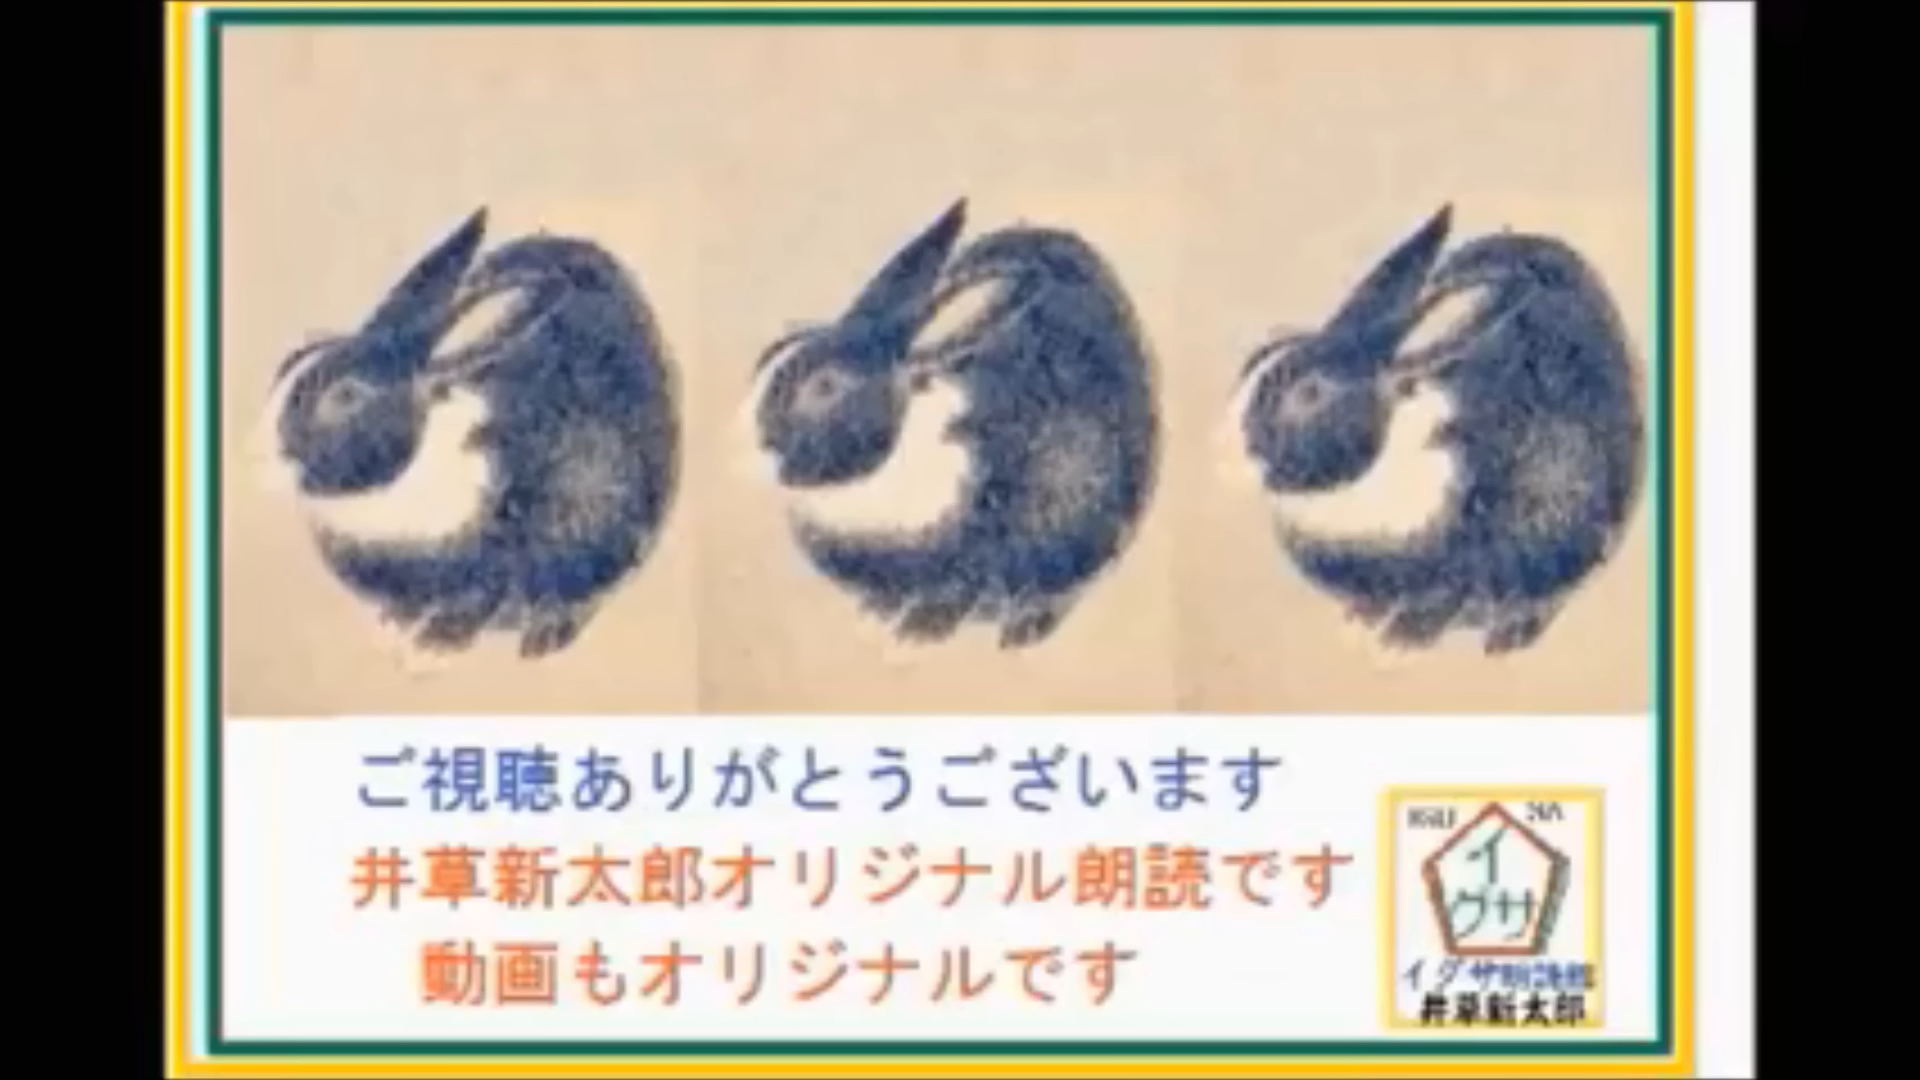 ご視聴ありがとうございます
井草新太郎オリジナル朗読です
動画もオリジナルです
イ
グサ
井草新太郎